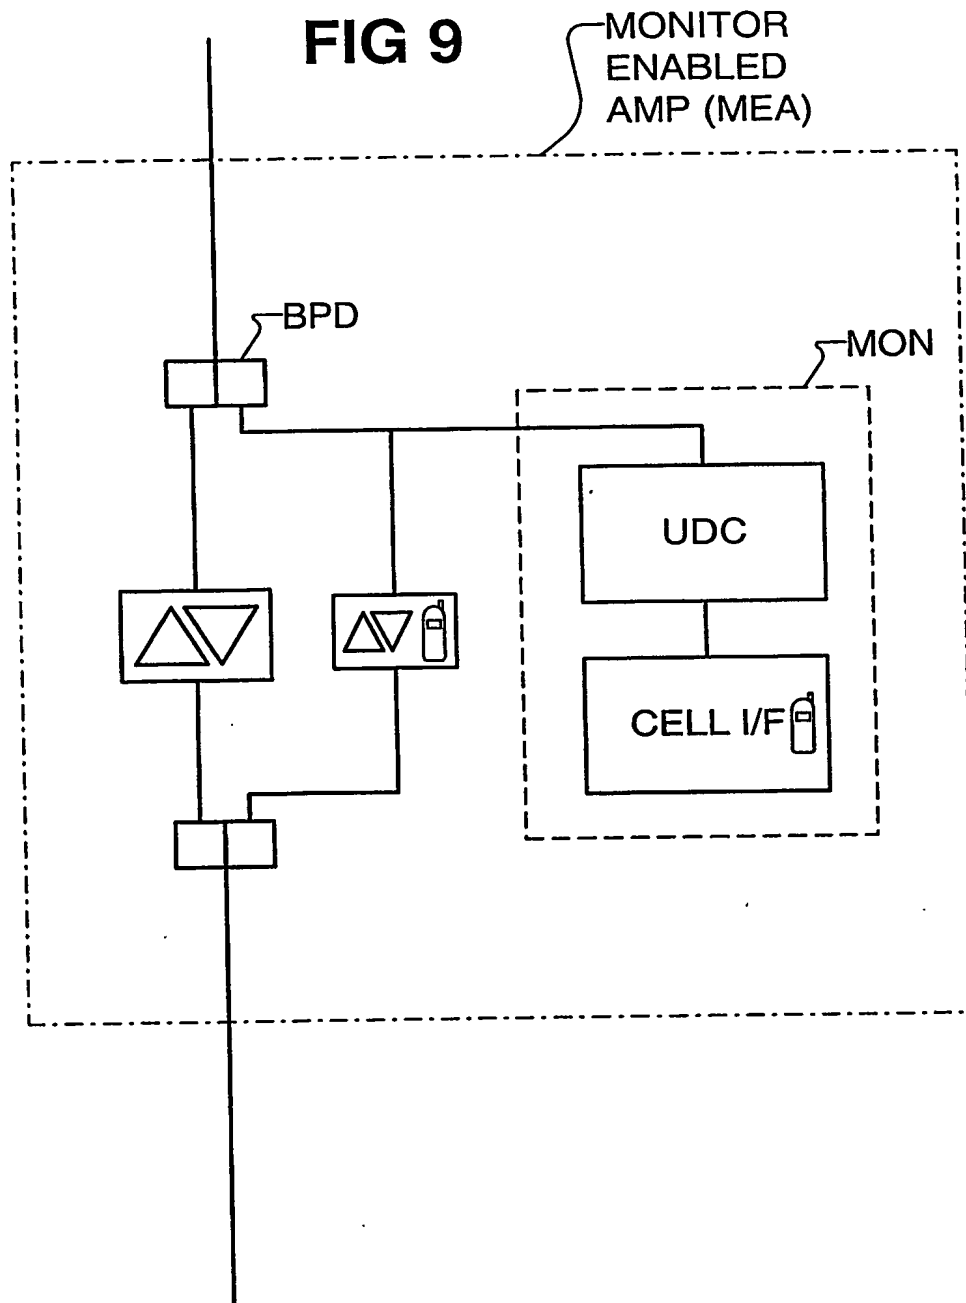 FIG 9
MONITOR
ENABLED
AMP (MEA)
BPD
MON
UDC
CELL I/F